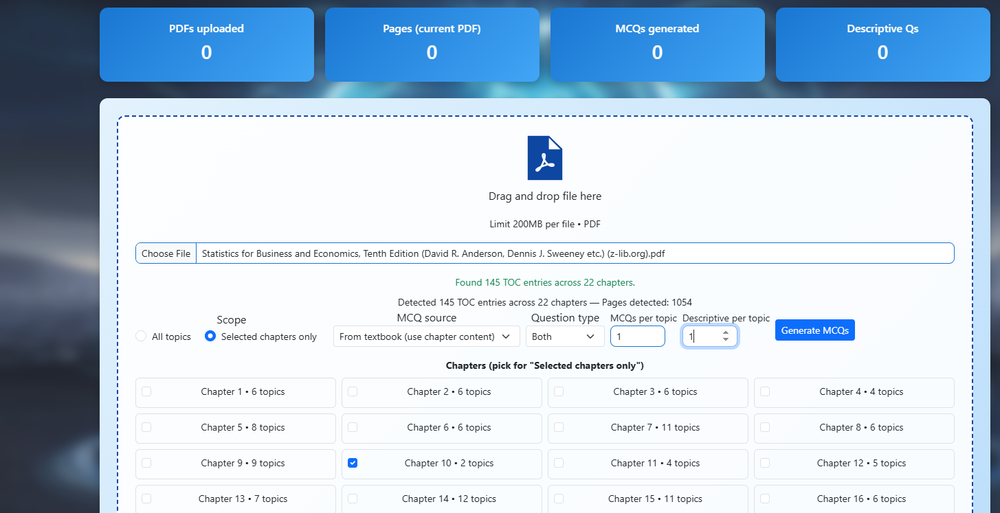 PDFs uploaded
0
Pages (current PDF)
0
MCQs generated
0
Descriptive Qs
0
Drag and drop file here
Limit 200MB per file • PDF
Choose File Statistics for Business and Economics, Tenth Edition (David R. Anderson, Dennis J. Sweeney etc.) (z-lib.org).pdf
Found 145 TOC entries across 22 chapters.
Detected 145 TOC entries across 22 chapters — Pages detected: 1054
Scope
All topics Selected chapters only
MCQ source
From textbook (use chapter content)
Question type
Both
MCQs per topic
1
Descriptive per topic
1
Generate MCQs
Chapters (pick for "Selected chapters only")
Chapter 1 • 6 topics
Chapter 2 • 6 topics
Chapter 3 • 6 topics
Chapter 4 • 4 topics
Chapter 5 • 8 topics
Chapter 6 • 6 topics
Chapter 7 • 11 topics
Chapter 8 • 6 topics
Chapter 9 • 9 topics
Chapter 10 • 2 topics
Chapter 11 • 4 topics
Chapter 12 • 5 topics
Chapter 13 • 7 topics
Chapter 14 • 12 topics
Chapter 15 • 11 topics
Chapter 16 • 6 topics